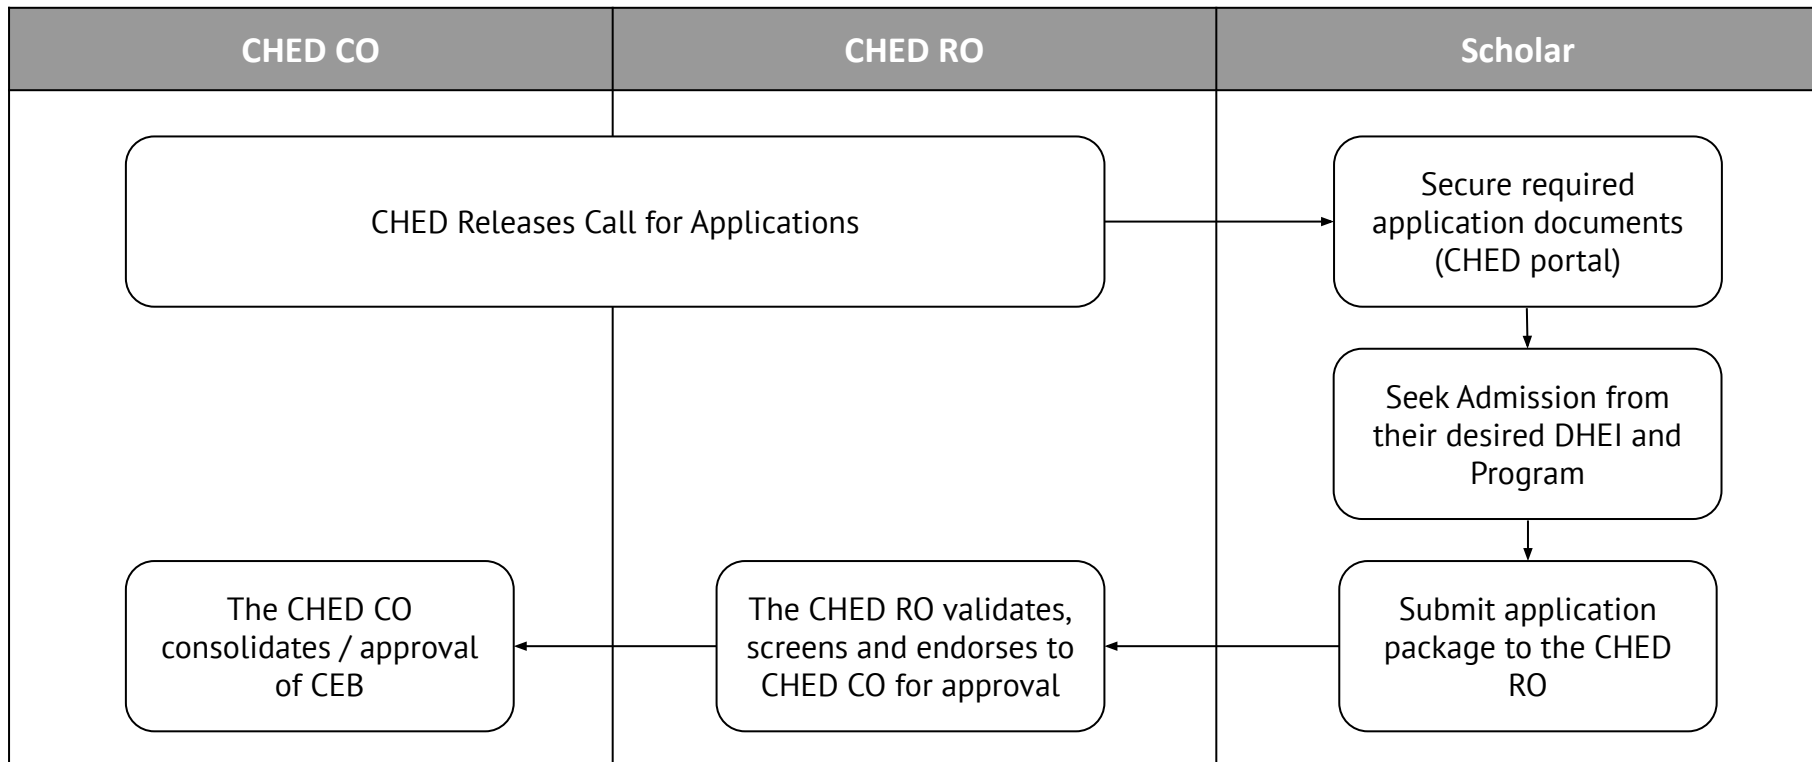 CHED CO
CHED RO
Scholar
CHED Releases Call for Applications
Secure required
application documents
(CHED portal)
Seek Admission from
their desired DHEI and
Program
Submit application
package to the CHED
RO
The CHED RO validates,
screens and endorses to
CHED CO for approval
The CHED CO
consolidates / approval
of CEB